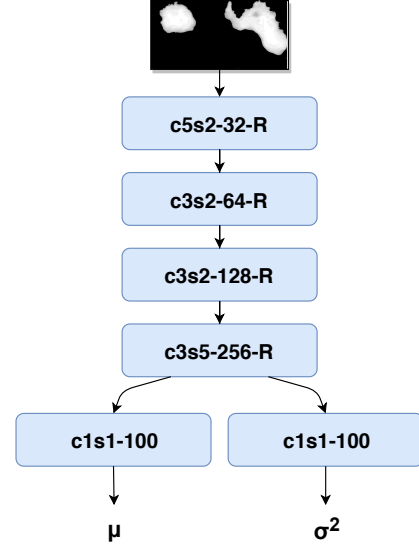 c5s2-32-R
c3s2-64-R
c3s2-128-R
c3s5-256-R
c1s1-100 c1s1-100
μ σ²